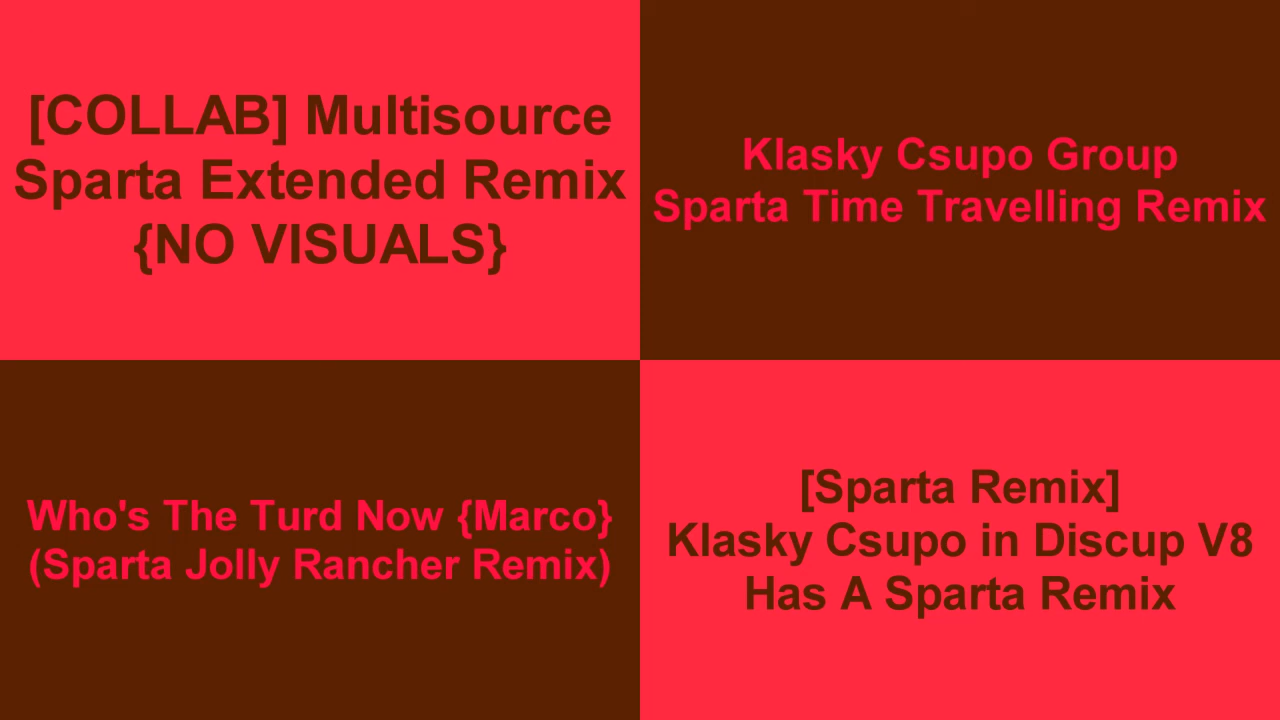 [COLLAB] Multisource
Sparta Extended Remix
{NO VISUALS}
Klasky Csupo Group
Sparta Time Travelling Remix
Who's The Turd Now {Marco}
(Sparta Jolly Rancher Remix)
[Sparta Remix]
Klasky Csupo in Discup V8
Has A Sparta Remix